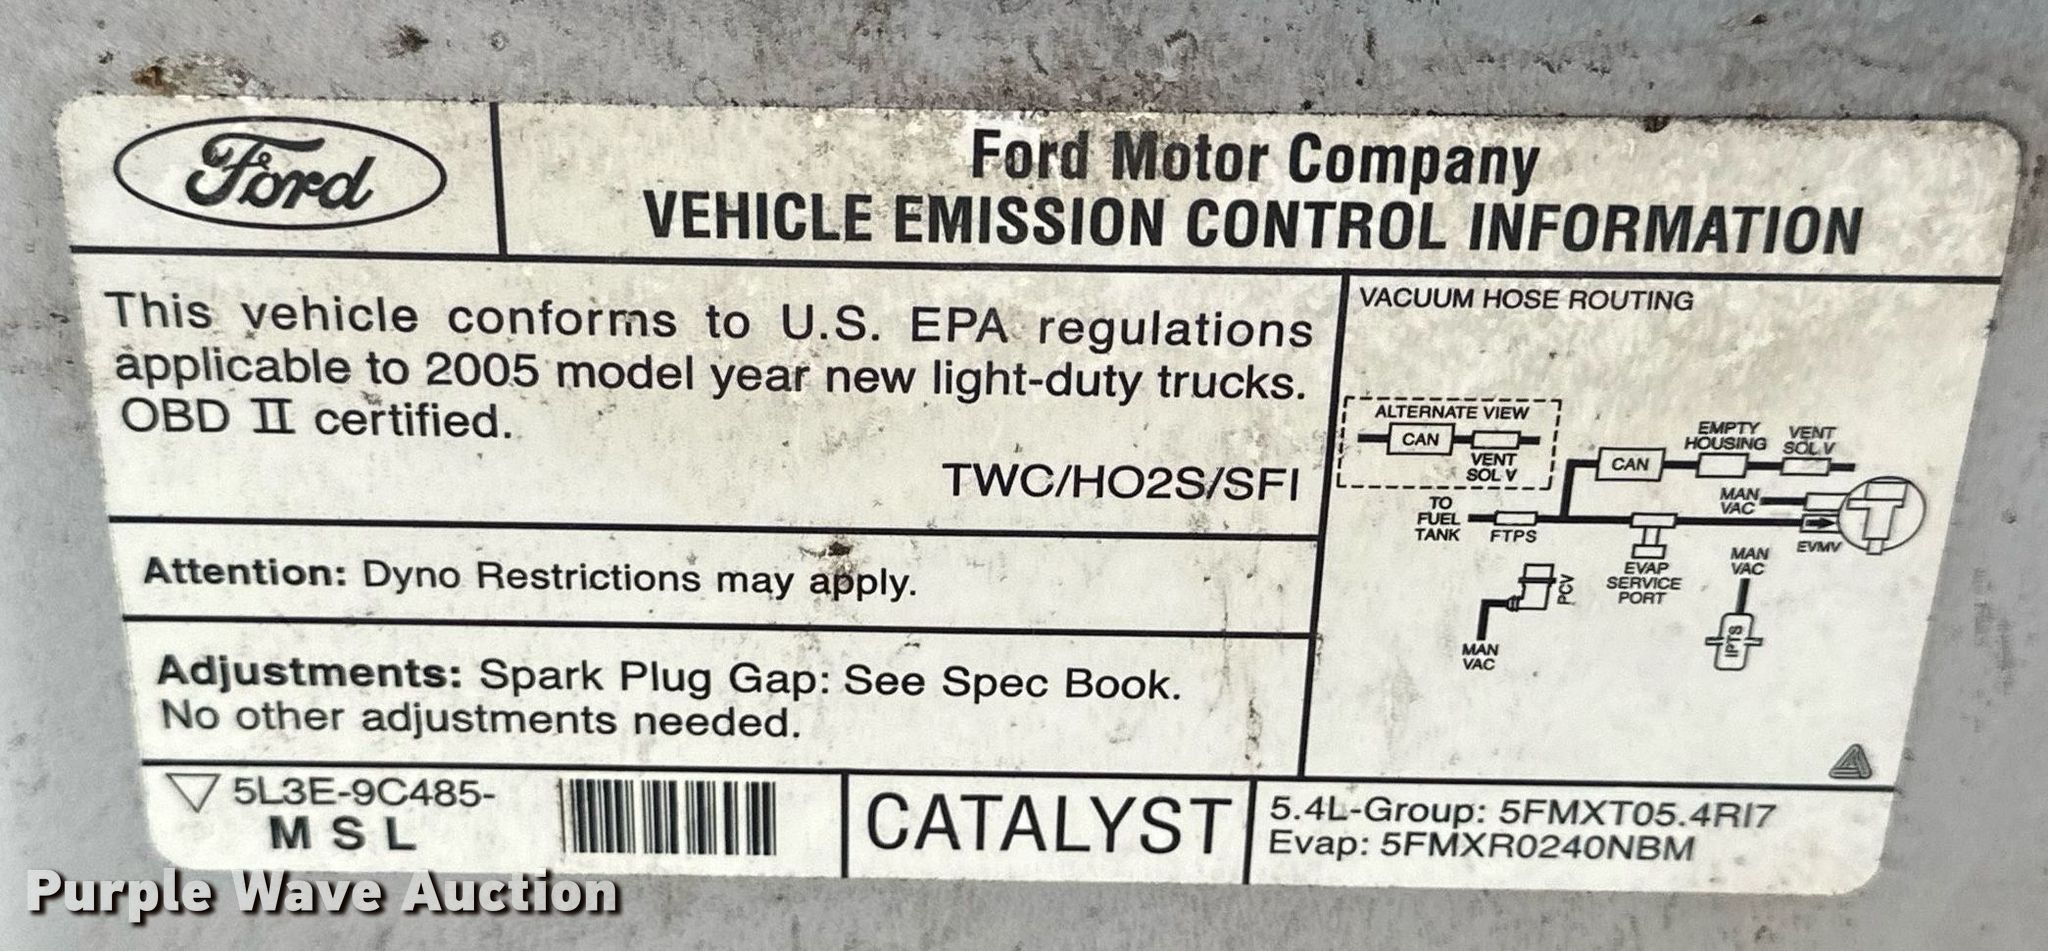 Ford
Ford Motor Company
VEHICLE EMISSION CONTROL INFORMATION
This vehicle conforms to U.S. EPA regulations
applicable to 2005 model year new light-duty trucks.
OBD II certified.
TWC/HO2S/SFI
Attention: Dyno Restrictions may apply.
Adjustments: Spark Plug Gap: See Spec Book.
No other adjustments needed.
VACUUM HOSE ROUTING
ALTERNATE VIEW
CAN
VENT
SOL V
EMPTY
HOUSING
VENT
SOL V
CAN
MAN
VAC
TO
FUEL
TANK
FTPS
EVMV
EVAP
SERVICE
PORT
MAN
VAC
PCV
MAN
VAC
IPTS
5L3E-9C485-
M S L
CATALYST
5.4L-Group: 5FMXT05.4RI7
Evap: 5FMXR0240NBM
Purple Wave Auction